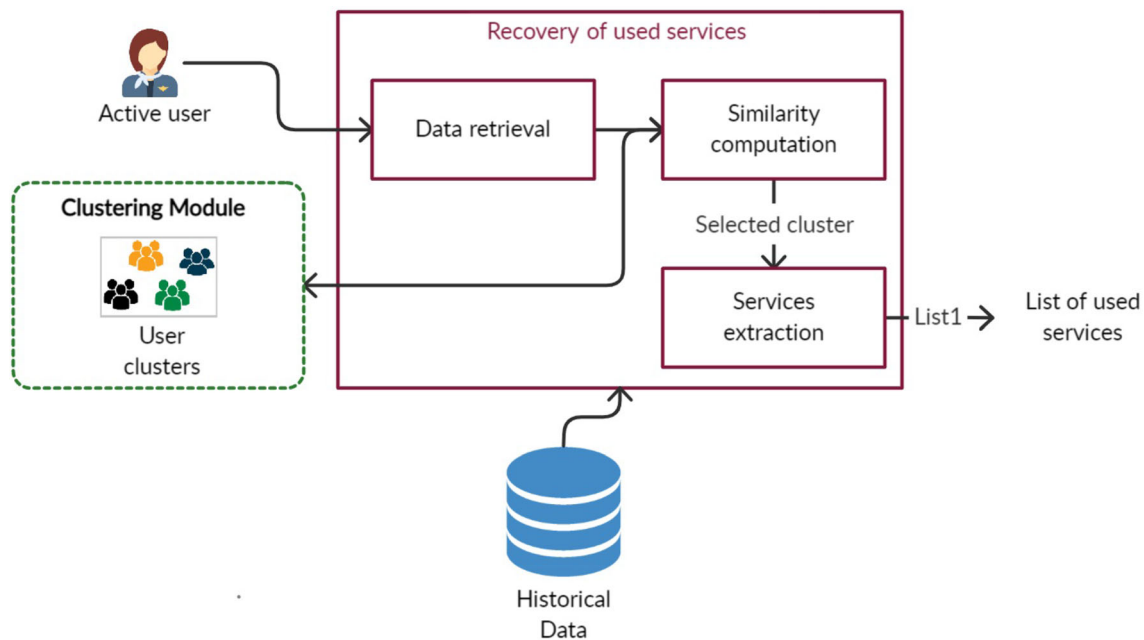 Recovery of used services
Active user
Data retrieval
Similarity
computation
Clustering Module
User
clusters
Selected cluster
Services
extraction
List1
List of used
services
Historical
Data